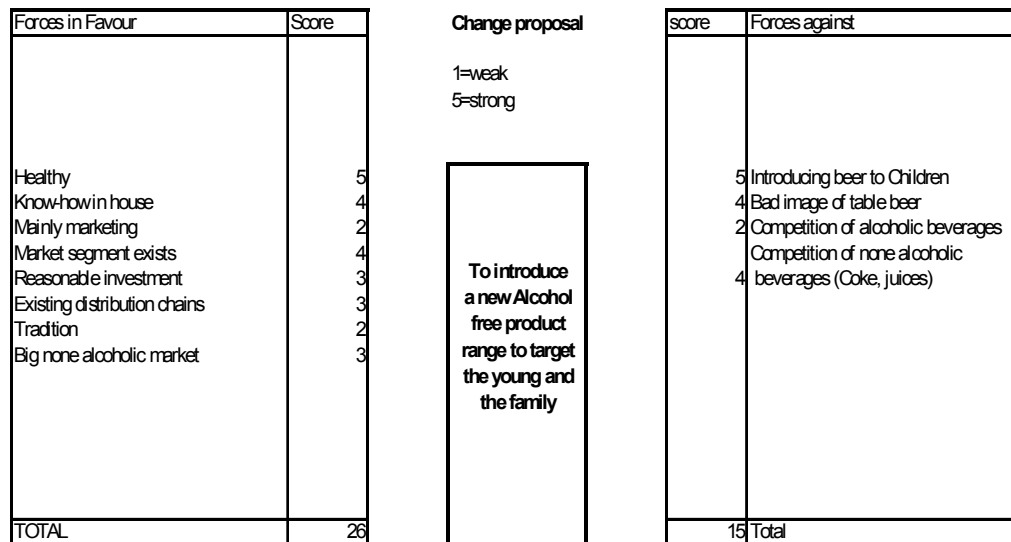 Forces in Favour Score
Healthy 5
Know-how in house 4
Mainly marketing 2
Market segment exists 4
Reasonable investment 3
Existing distribution chains 3
Tradition 2
Big none alcoholic market 3
TOTAL 26
Change proposal
1=weak
5=strong
To introduce
a new Alcohol
free product
range to target
the young and
the family
score Forces against
5 Introducing beer to Children
4 Bad image of table beer
2 Competition of alcoholic beverages
Competition of none alcoholic
4 beverages (Coke, juices)
15 Total